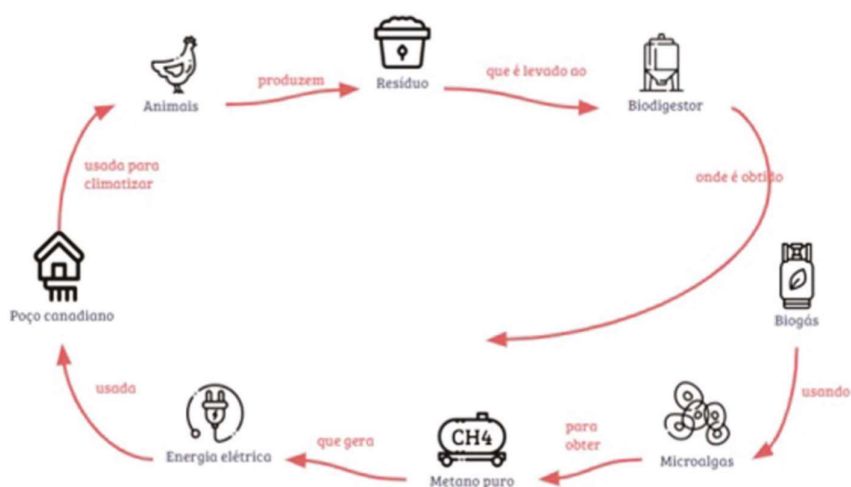 Animais
produzem
Resíduo
que é levado ao
Biodigestor
onde é obtido
Biogás
usando
Microalgas
para
obter
CH4
Metano puro
que gera
Energia elétrica
usada
Poço canadiano
usada para
climatizar